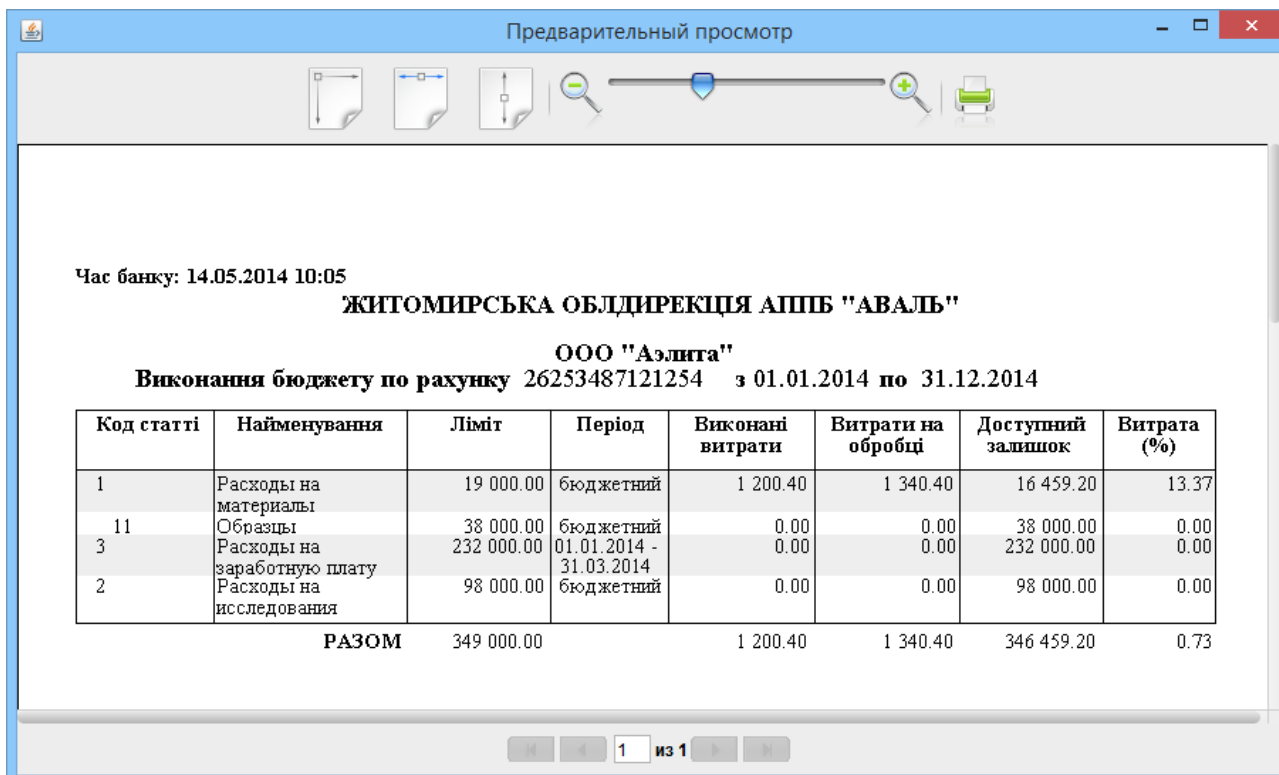 Предварительный просмотр
Час банку: 14.05.2014 10:05
ЖИТОМИРСЬКА ОБЛДИРЕКЦІЯ АППБ "АВАЛЬ"
ООО "Аэлита"
Виконання бюджету по рахунку 26253487121254 з 01.01.2014 по 31.12.2014
Код статті Найменування Ліміт Період Виконані витрати Витрати на обробці Доступний залишок Витрата (%)
1 Расходы на материалы 19 000.00 бюджетний 1 200.40 1 340.40 16 459.20 13.37
11 Образцы 38 000.00 бюджетний 0.00 0.00 38 000.00 0.00
3 Расходы на заработную плату 232 000.00 01.01.2014 - 31.03.2014 0.00 0.00 232 000.00 0.00
2 Расходы на исследования 98 000.00 бюджетний 0.00 0.00 98 000.00 0.00
РАЗОМ 349 000.00 1 200.40 1 340.40 346 459.20 0.73
1 из 1